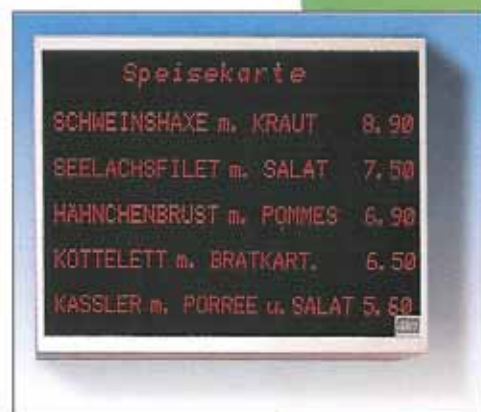 Speisekarte
SCHWEINSHAXE m. KRAUT 8.90
SEELACHSFILET m. SALAT 7.50
HÄHNCHENBRUST m. POMMES 6.90
KOTTELETT m. BRATKART. 6.50
KASSLER m. PORREE u. SALAT 5.60